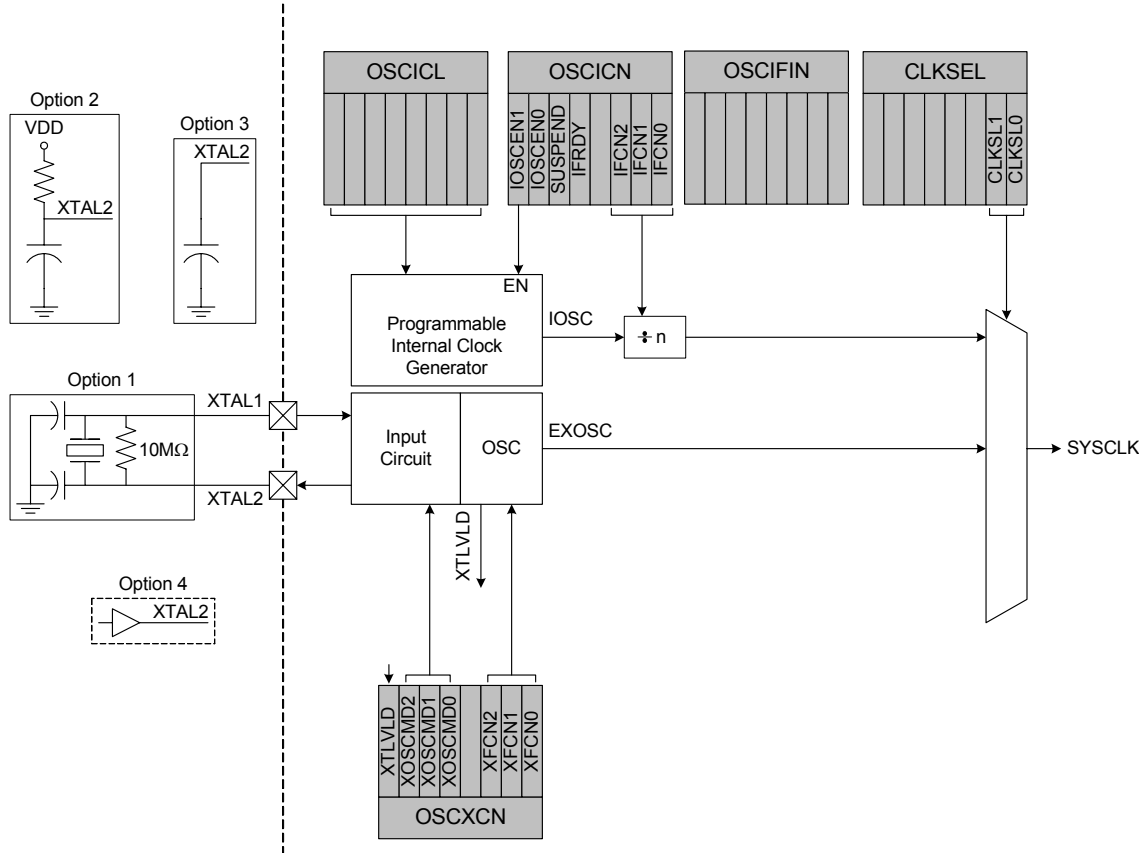 OSCICL
OSCICN
OSCIFIN
CLKSEL
IOSCEN1
IOSCEN0
SUSPEND
IFRDY
IFCN2
IFCN1
IFCN0
CLKSL1
CLKSL0
Option 2
VDD
XTAL2
Option 3
XTAL2
EN
Programmable
Internal Clock
Generator
IOSC
÷ n
Option 1
XTAL1
10MΩ
XTAL2
Input
Circuit
OSC
EXOSC
SYSCLK
XTLVLD
Option 4
XTAL2
XTLVLD
XOSCMD2
XOSCMD1
XOSCMD0
XFCN2
XFCN1
XFCN0
OSCXCN